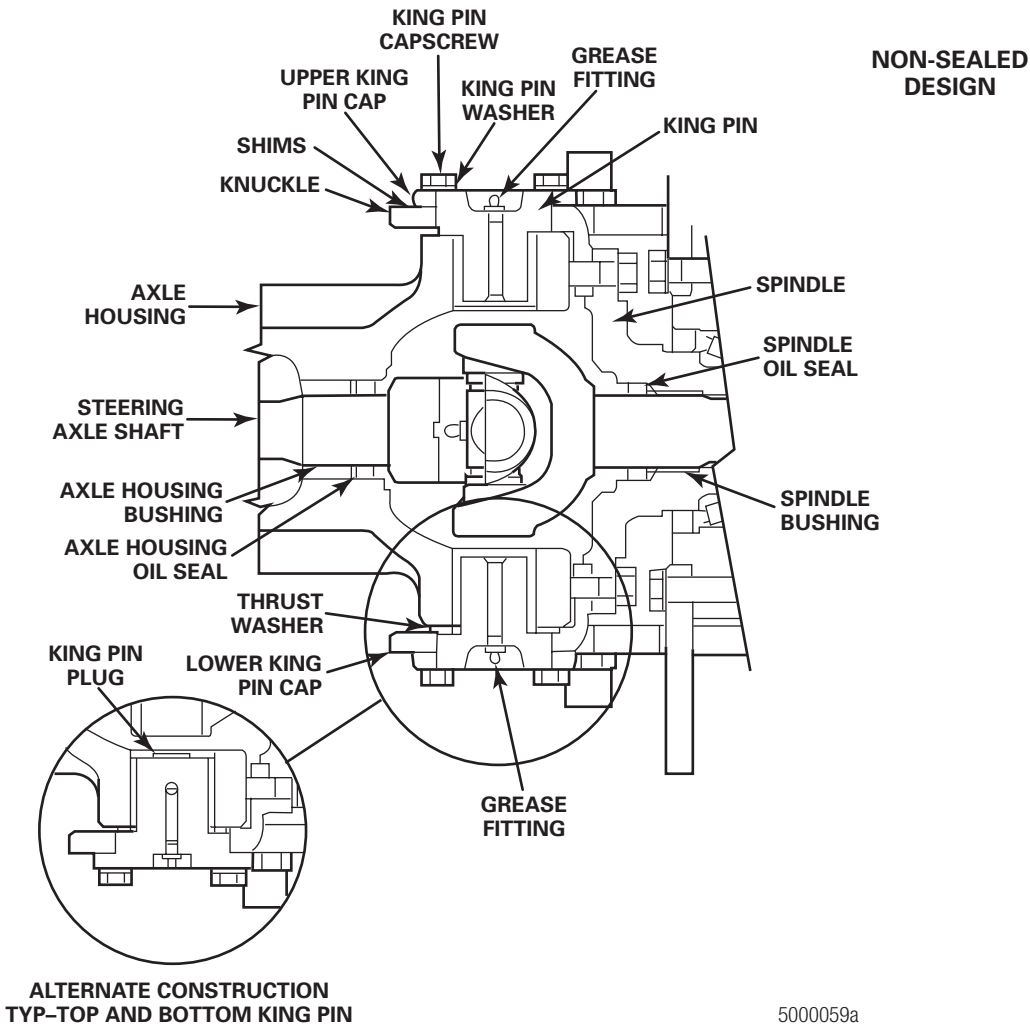 KING PIN
CAPSCREW
NON-SEALED
DESIGN
GREASE
FITTING
UPPER KING
PIN CAP
KING PIN
WASHER
KING PIN
SHIMS
KNUCKLE
AXLE
HOUSING
SPINDLE
SPINDLE
OIL SEAL
STEERING
AXLE SHAFT
AXLE HOUSING
BUSHING
SPINDLE
BUSHING
AXLE HOUSING
OIL SEAL
THRUST
WASHER
KING PIN
PLUG
LOWER KING
PIN CAP
GREASE
FITTING
ALTERNATE CONSTRUCTION
TYP–TOP AND BOTTOM KING PIN
5000059a